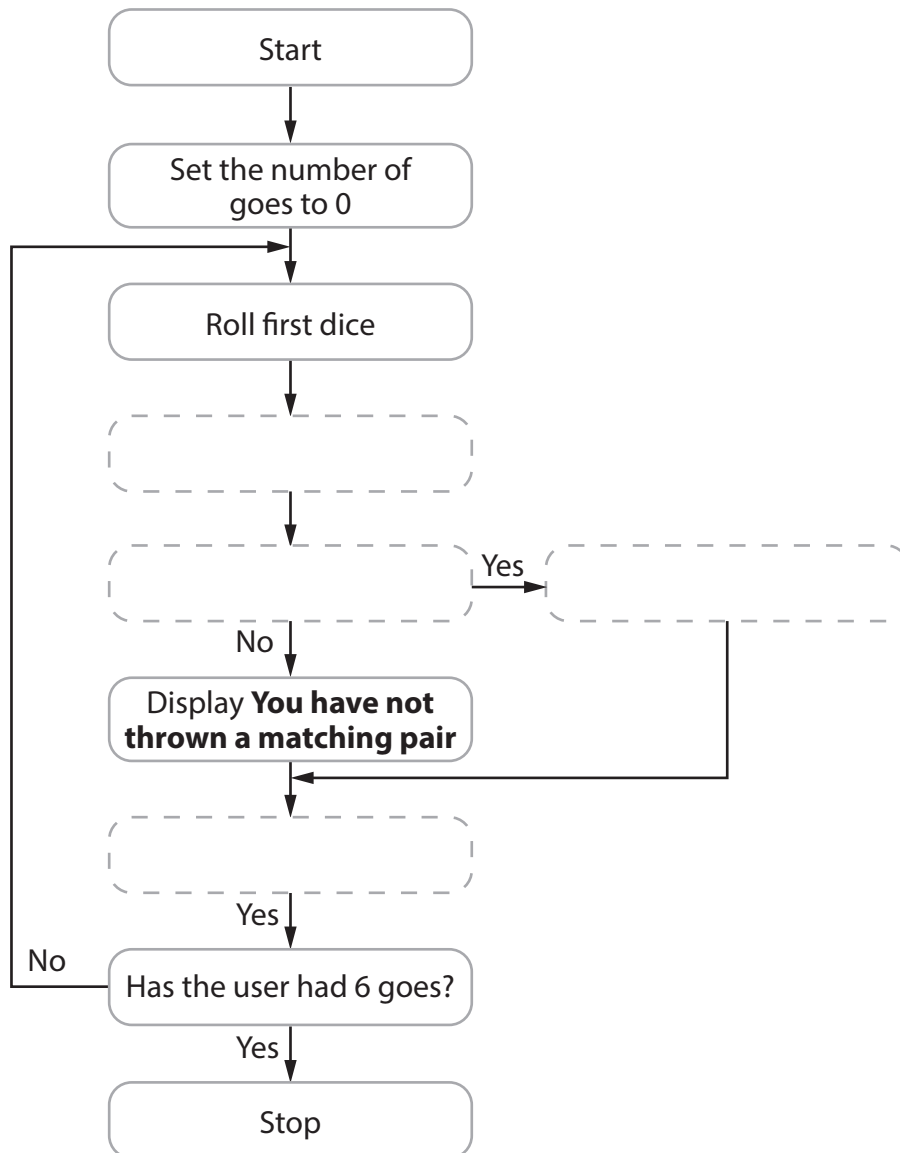 Start
Set the number of
goes to 0
Roll first dice
Yes
No
Display You have not
thrown a matching pair
Yes
No
Has the user had 6 goes?
Yes
Stop